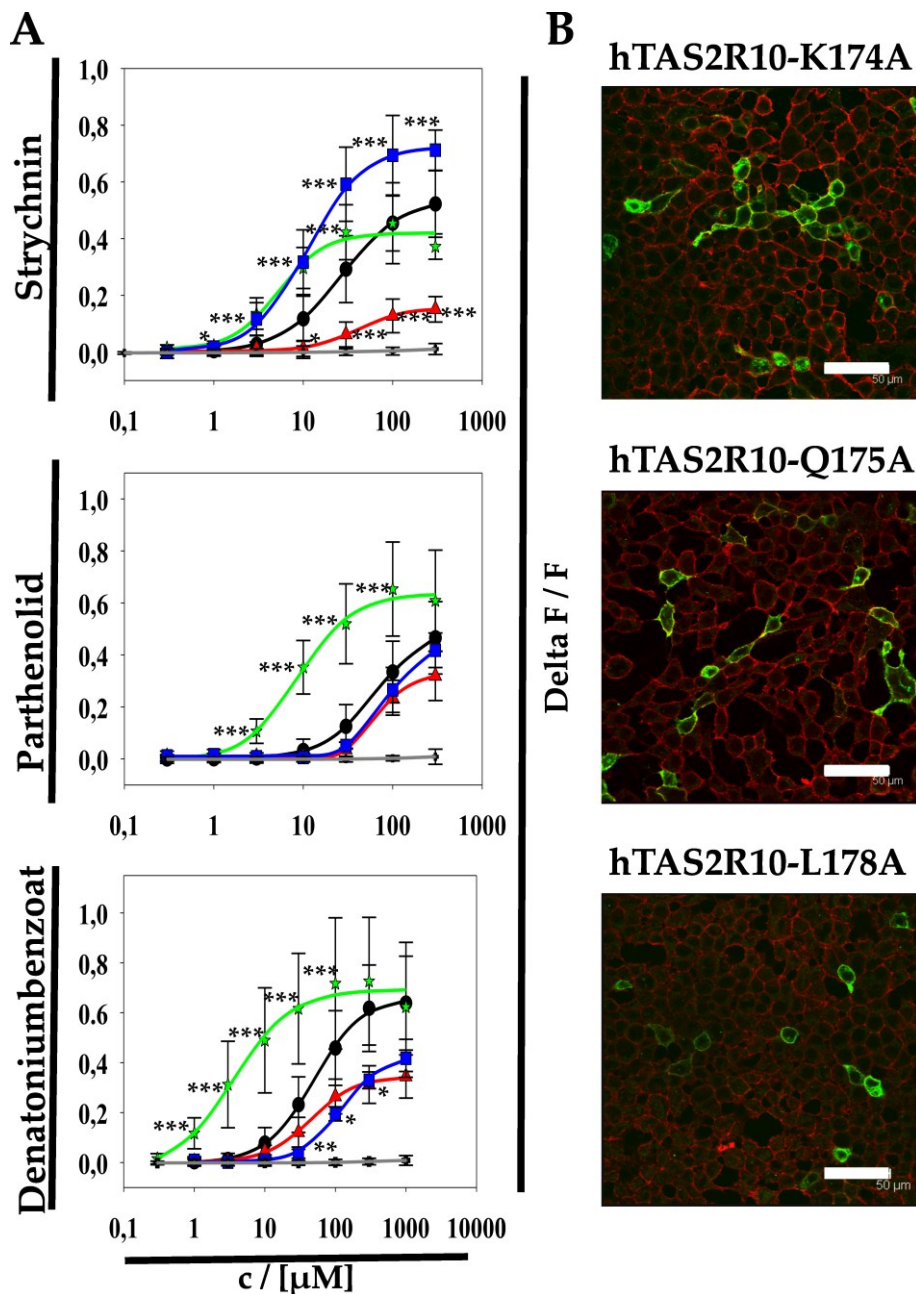 A
B
Strychnin
1,0
0,8
0,6
0,4
0,2
0,0
***
***
***
***
***
***
***
*
*
***
***
***
0,1 1 10 100 1000
Parthenolid
1,0
0,8
0,6
0,4
0,2
0,0
***
***
***
***
0,1 1 10 100 1000
Denatoniumbenzoat
1,0
0,8
0,6
0,4
0,2
0,0
***
***
***
***
***
***
**
*
*
0,1 1 10 100 1000 10000
c / [µM]
Delta F / F
hTAS2R10-K174A
50 µm
hTAS2R10-Q175A
50 µm
hTAS2R10-L178A
50 µm